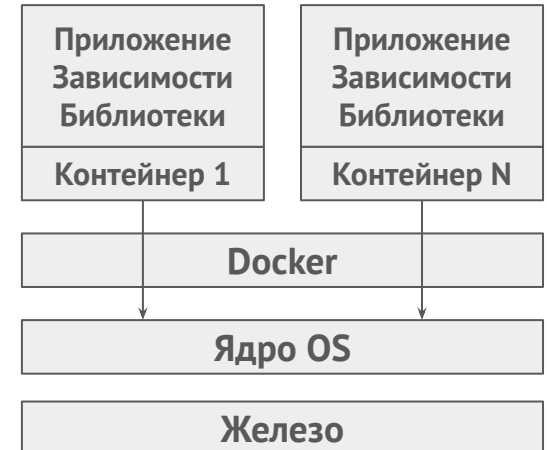 Приложение
Зависимости
Библиотеки
Контейнер 1
Приложение
Зависимости
Библиотеки
Контейнер N
Docker
Ядро OS
Железо